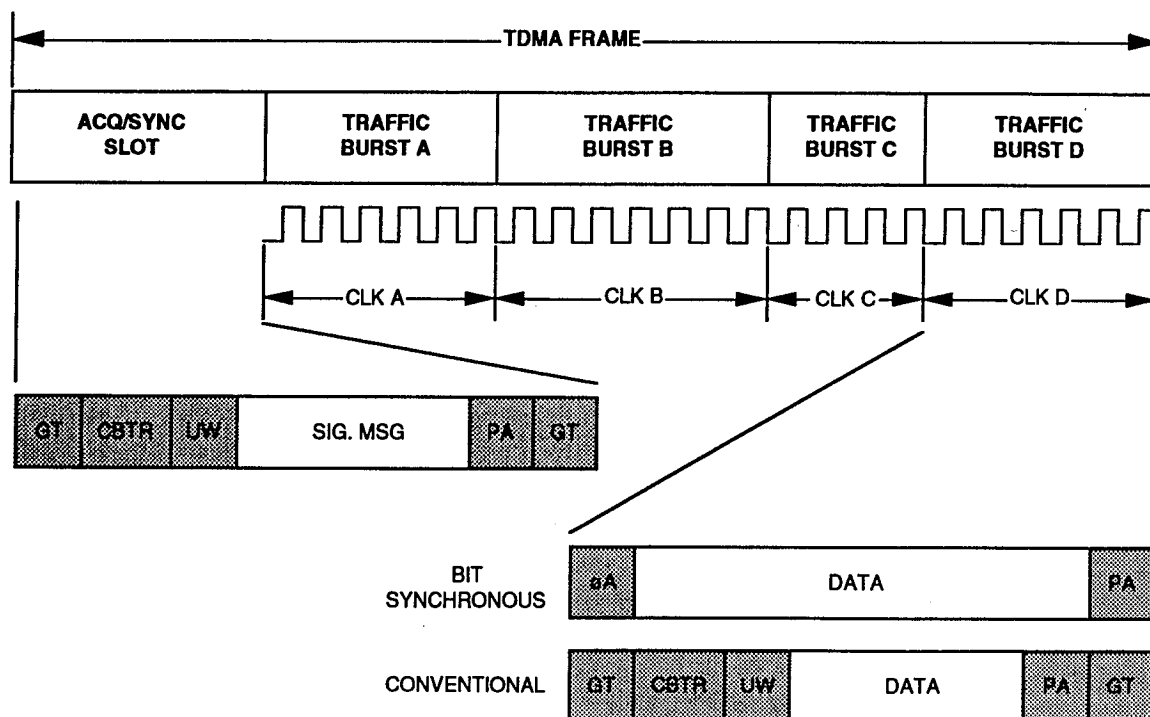 TDMA FRAME
ACQ/SYNC
SLOT
TRAFFIC
BURST A
TRAFFIC
BURST B
TRAFFIC
BURST C
TRAFFIC
BURST D
CLK A
CLK B
CLK C
CLK D
GT CBTR UW SIG. MSG PA GT
BIT
SYNCHRONOUS
øA DATA PA
CONVENTIONAL
GT CBTR UW DATA PA GT